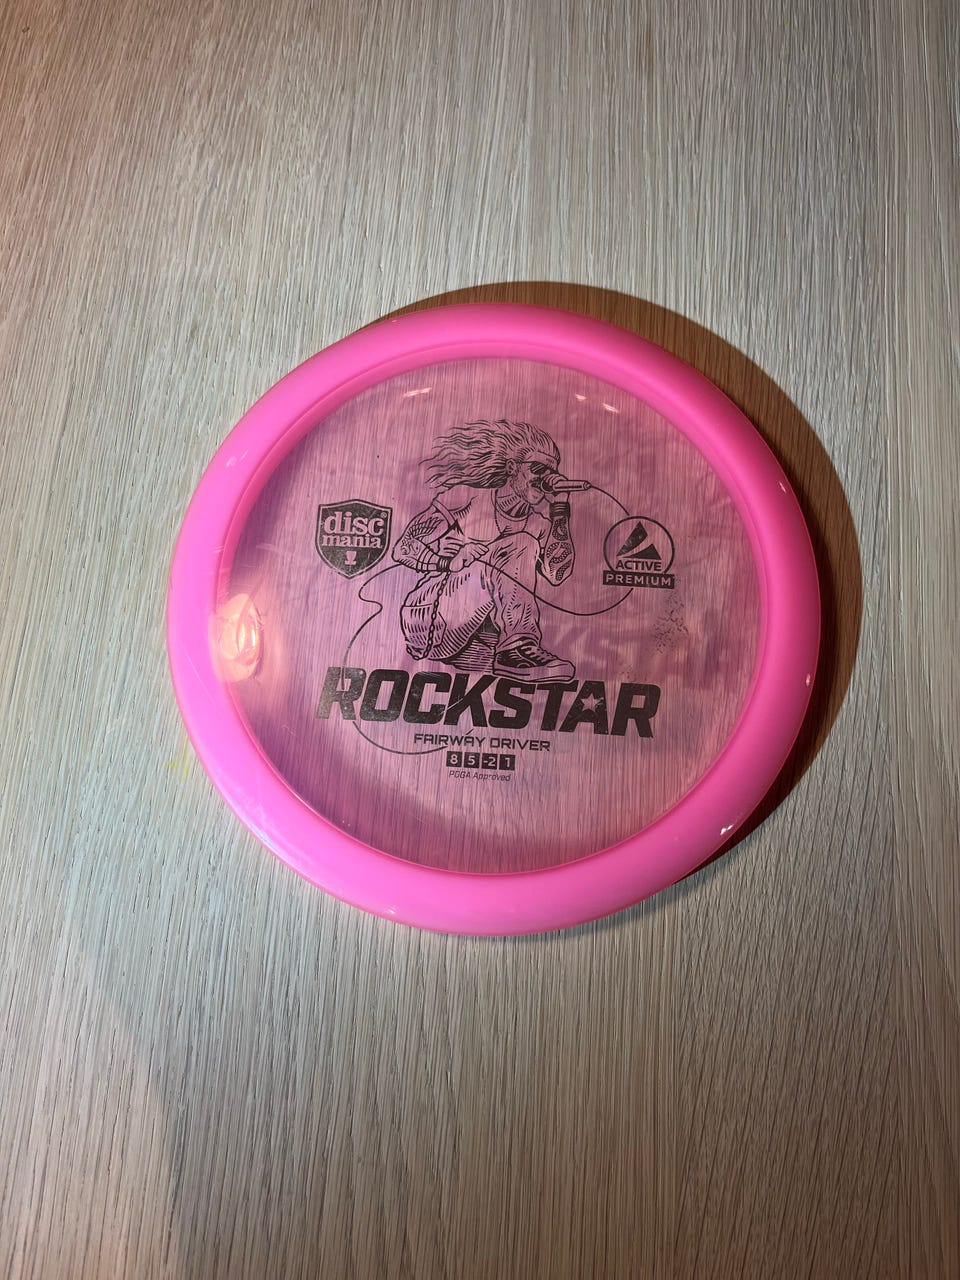 disc
mania
ACTIVE
PREMIUM
ROCKSTAR
FAIRWAY DRIVER
8 5 -2 1
PDGA Approved